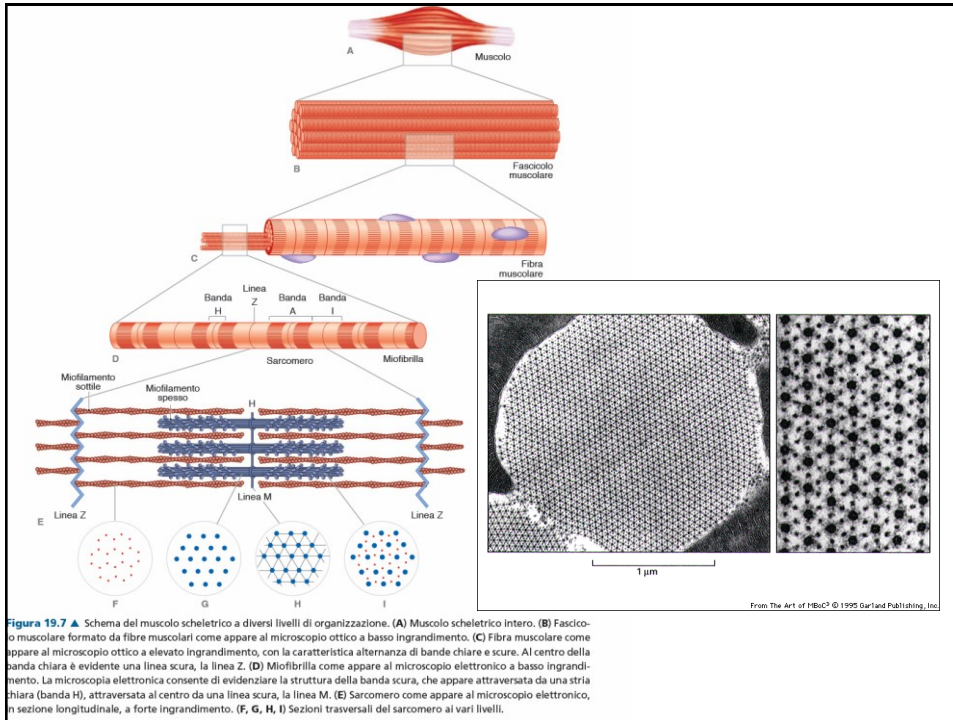 A
Muscolo
B
Fascicolo
muscolare
C
Fibra
muscolare
Banda
H
Linea
Z
Banda
A
Banda
I
D
Sarcomero
Miofibrilla
Miofilamento
sottile
Miofilamento
spesso
H
Linea M
Linea Z
Linea Z
E
F
G
H
I
1 μm
From The Art of MBoC³ © 1995 Garland Publishing, Inc.
Figura 19.7 ▲ Schema del muscolo scheletrico a diversi livelli di organizzazione. (A) Muscolo scheletrico intero. (B) Fascico-
lo muscolare formato da fibre muscolari come appare al microscopio ottico a basso ingrandimento. (C) Fibra muscolare come
appare al microscopio ottico a elevato ingrandimento, con la caratteristica alternanza di bande chiare e scure. Al centro della
banda chiara è evidente una linea scura, la linea Z. (D) Miofibrilla come appare al microscopio elettronico a basso ingrandi-
mento. La microscopia elettronica consente di evidenziare la struttura della banda scura, che appare attraversata da una stria
chiara (banda H), attraversata al centro da una linea scura, la linea M. (E) Sarcomero come appare al microscopio elettronico,
in sezione longitudinale, a forte ingrandimento. (F, G, H, I) Sezioni trasversali del sarcomero ai vari livelli.